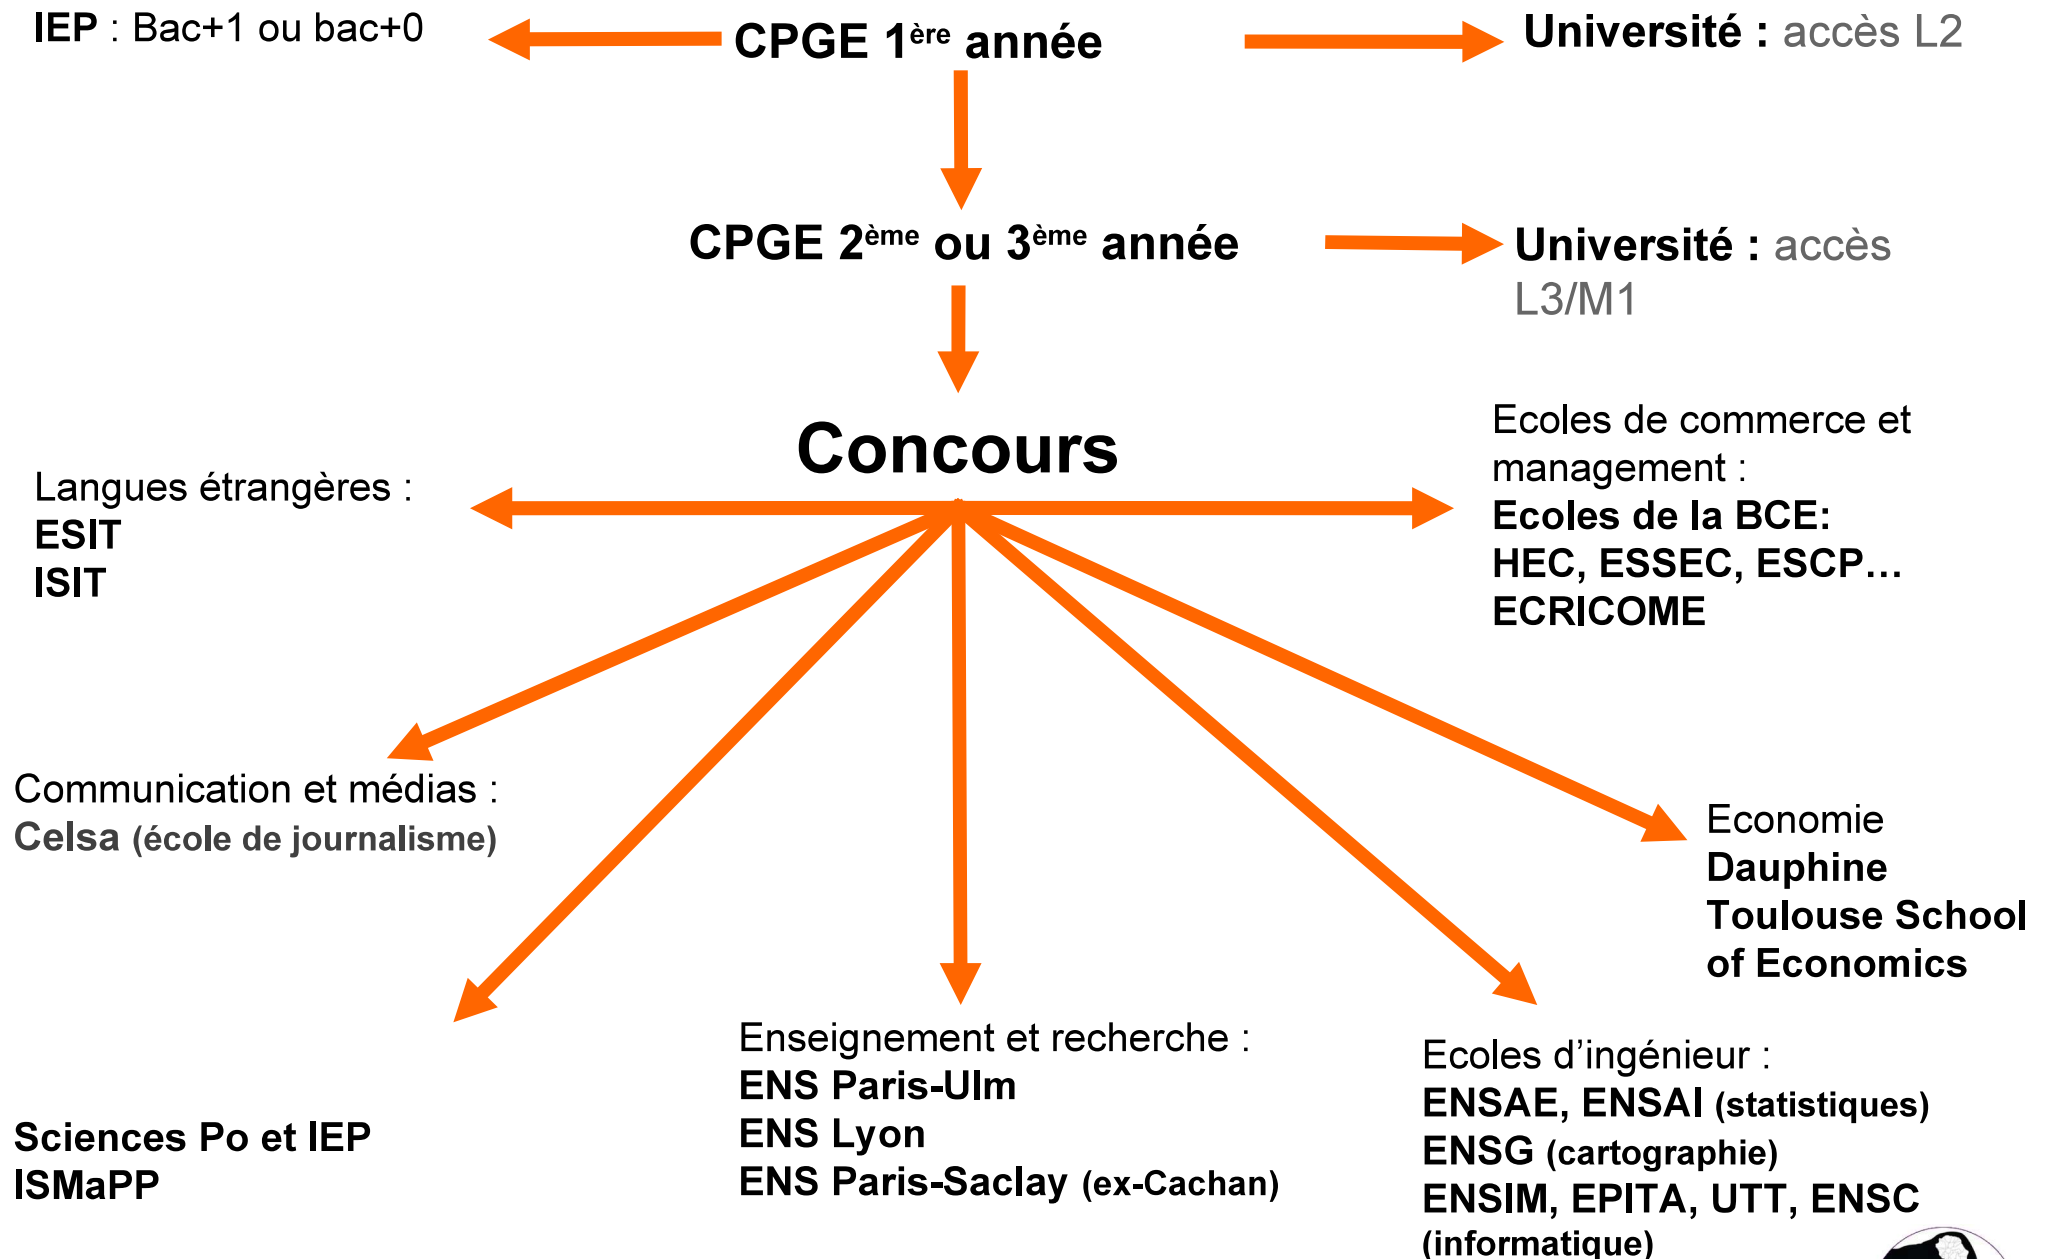 IEP : Bac+1 ou bac+0
CPGE 1ère année
Université : accès L2
CPGE 2ème ou 3ème année
Université : accès
L3/M1
Concours
Langues étrangères :
ESIT
ISIT
Ecoles de commerce et
management :
Ecoles de la BCE:
HEC, ESSEC, ESCP…
ECRICOME
Communication et médias :
Celsa (école de journalisme)
Economie
Dauphine
Toulouse School
of Economics
Sciences Po et IEP
ISMaPP
Enseignement et recherche :
ENS Paris-Ulm
ENS Lyon
ENS Paris-Saclay (ex-Cachan)
Ecoles d’ingénieur :
ENSAE, ENSAI (statistiques)
ENSG (cartographie)
ENSIM, EPITA, UTT, ENSC
(informatique)